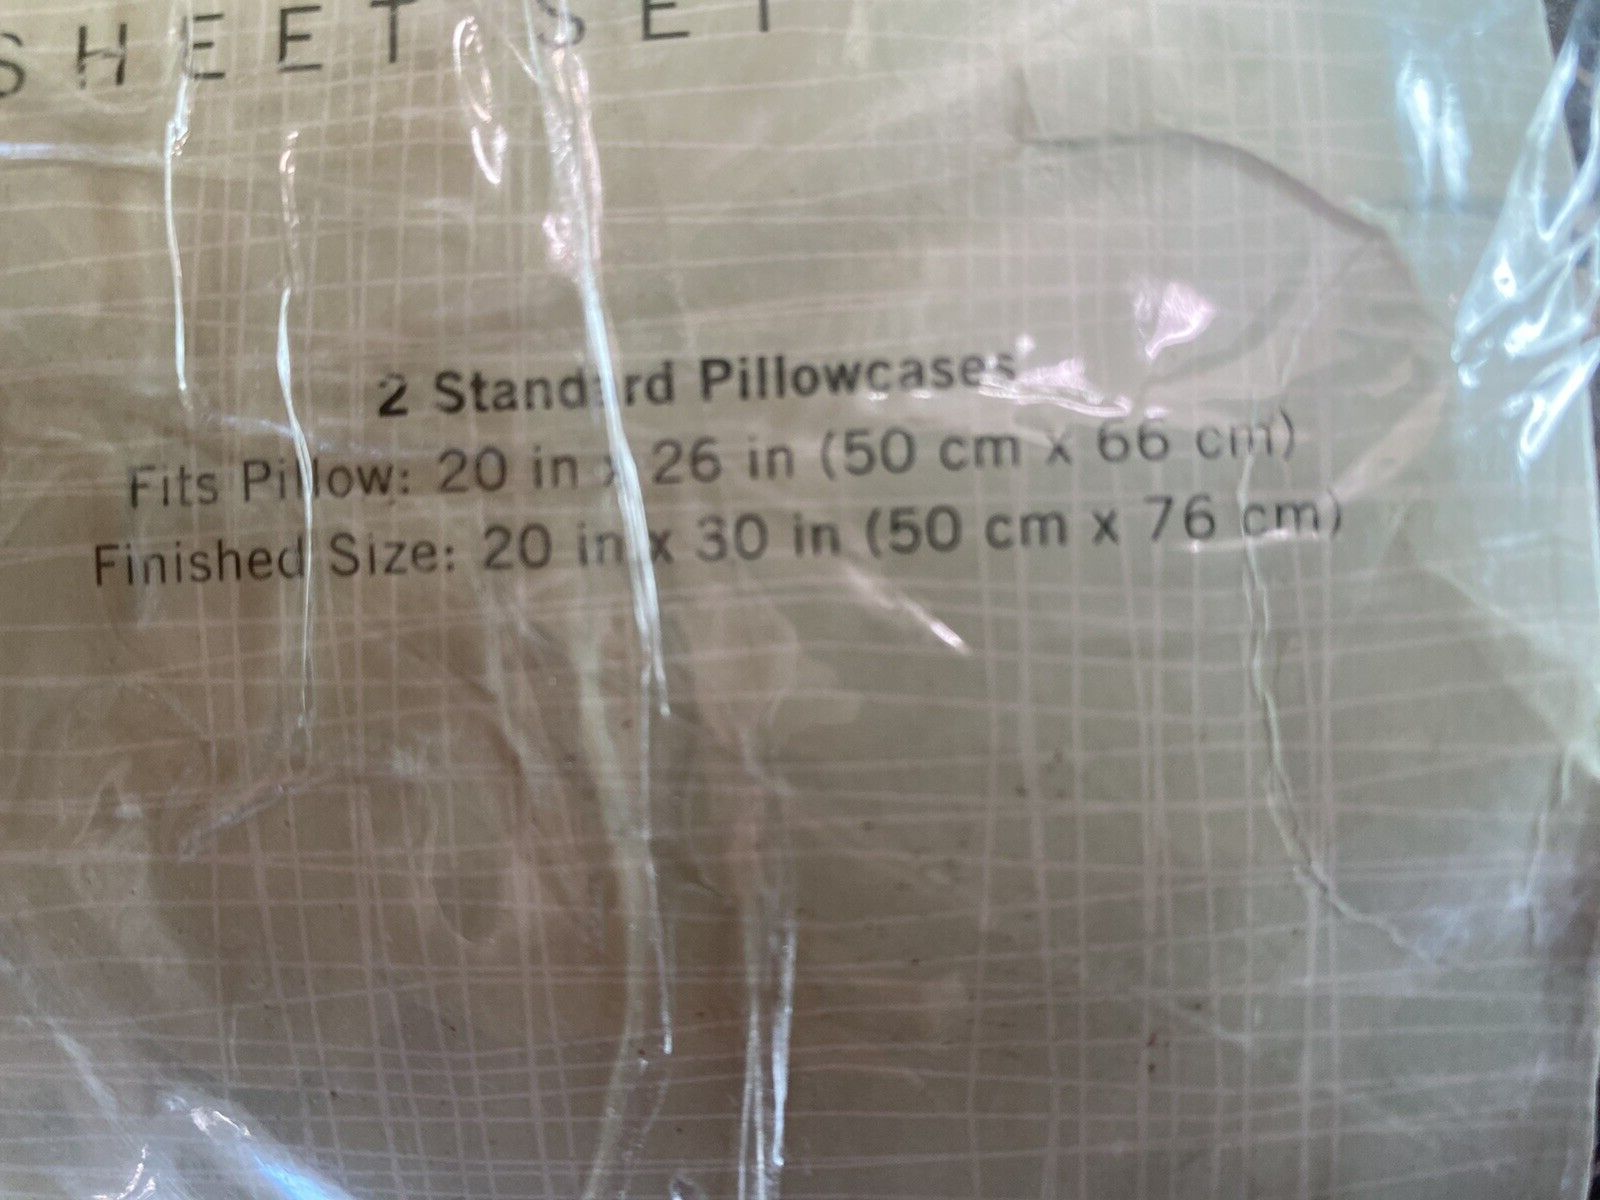 SHEET SET
2 Standard Pillowcases
Fits Pillow: 20 in x 26 in (50 cm x 66 cm)
Finished Size: 20 in x 30 in (50 cm x 76 cm)